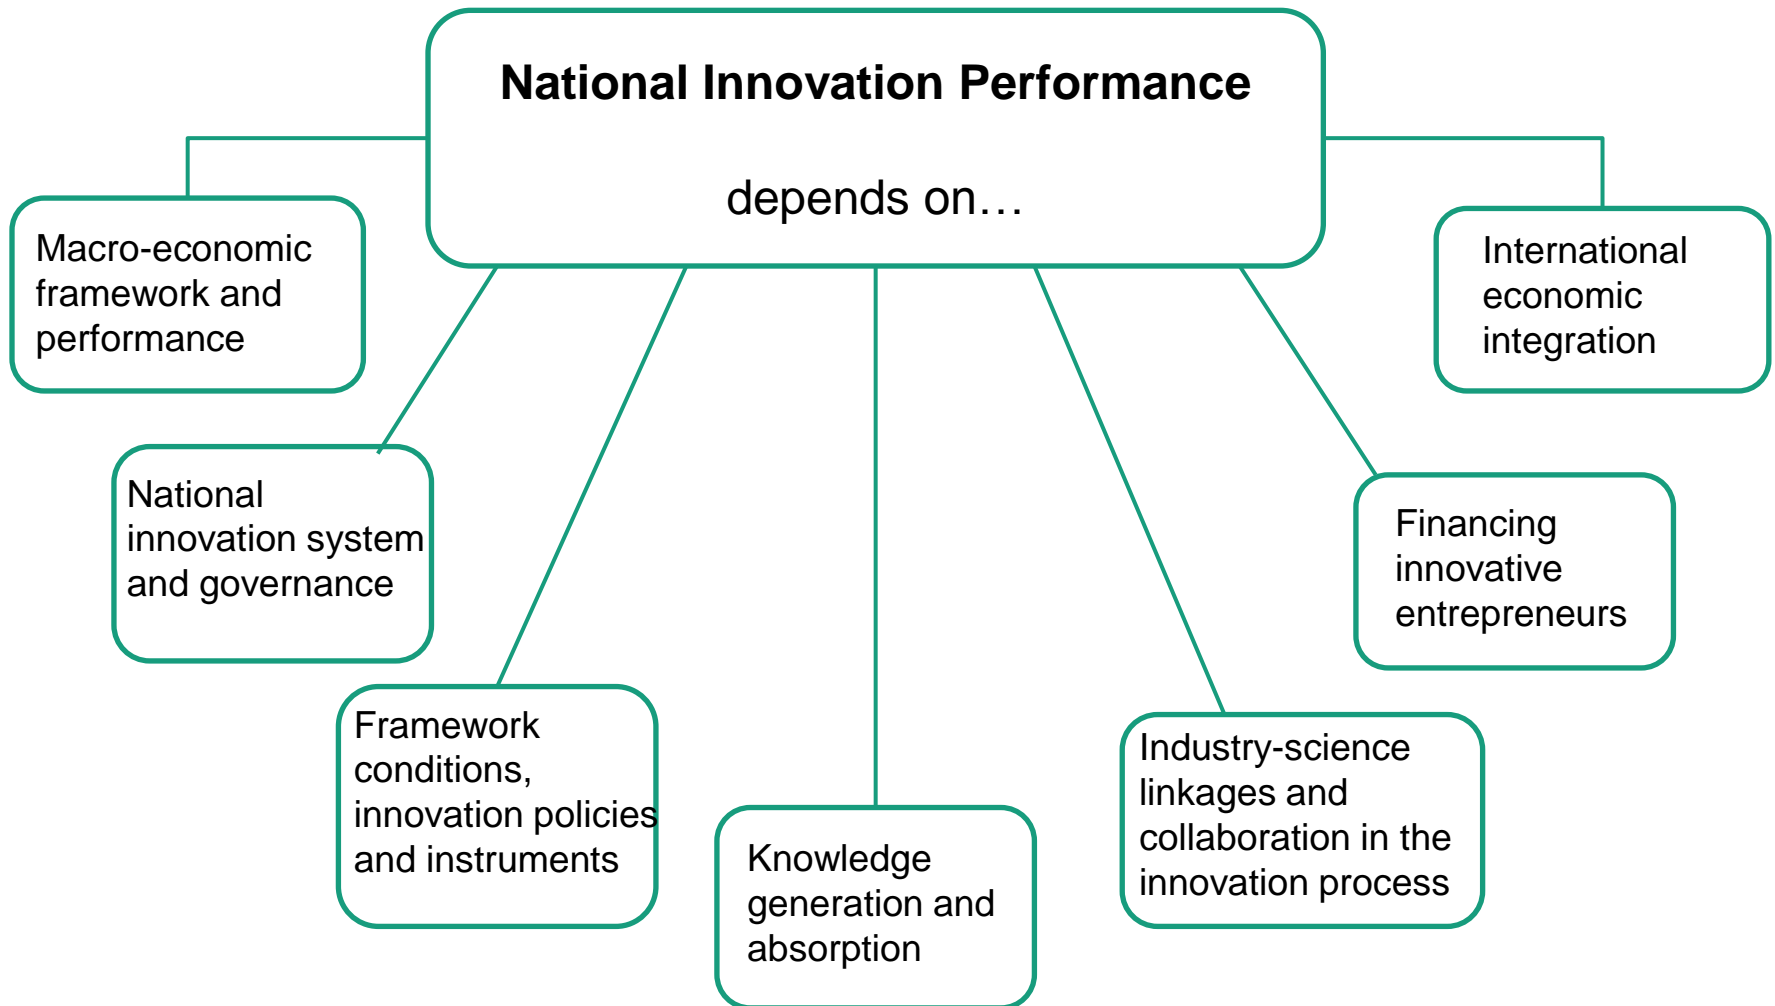 National Innovation Performance
depends on…
Macro-economic
framework and
performance
National
innovation system
and governance
Framework
conditions,
innovation policies
and instruments
Knowledge
generation and
absorption
Industry-science
linkages and
collaboration in the
innovation process
Financing
innovative
entrepreneurs
International
economic
integration